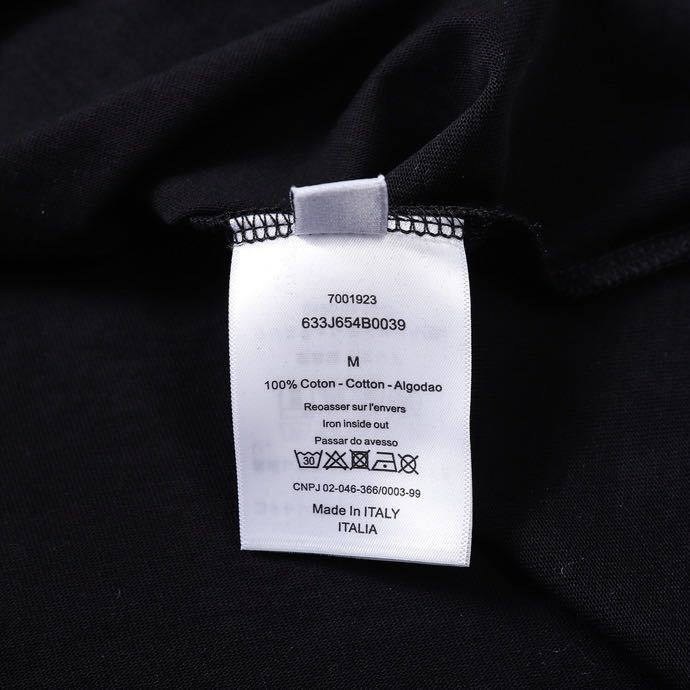 7001923
633J654B0039
M
100% Coton - Cotton - Algodao
Reoasser sur l'envers
Iron inside out
Passar do avesso
30
CNPJ 02-046-366/0003-99
Made In ITALY
ITALIA